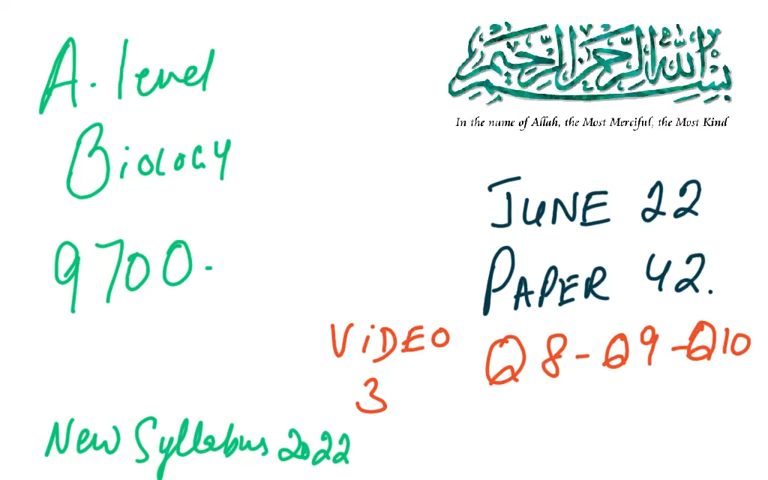 A. level
Biology
9700.
بسم الله الرحمن الرحيم
In the name of Allah, the Most Merciful, the Most Kind
JUNE 22
PAPER 42.
VIDEO
3
Q8-Q9-Q10
New Syllabus 2022